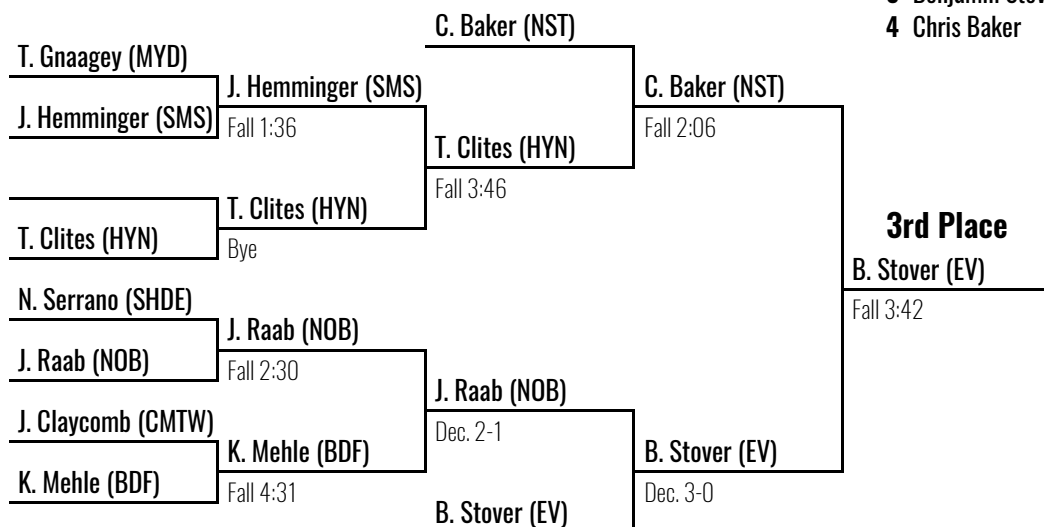 3 Benjamin
4 Chris Baker
C. Baker (NST)
T. Gnaagey (MYD)
J. Hemminger (SMS)
C. Baker (NST)
J. Hemminger (SMS)
Fall 1:36
Fall 2:06
T. Clites (HYN)
Fall 3:46
T. Clites (HYN)
3rd Place
T. Clites (HYN)
Bye
B. Stover (EV)
N. Serrano (SHDE)
Fall 3:42
J. Raab (NOB)
J. Raab (NOB)
Fall 2:30
J. Raab (NOB)
J. Claycomb (CMTW)
Dec. 2-1
K. Mehle (BDF)
B. Stover (EV)
K. Mehle (BDF)
Fall 4:31
Dec. 3-0
B. Stover (EV)